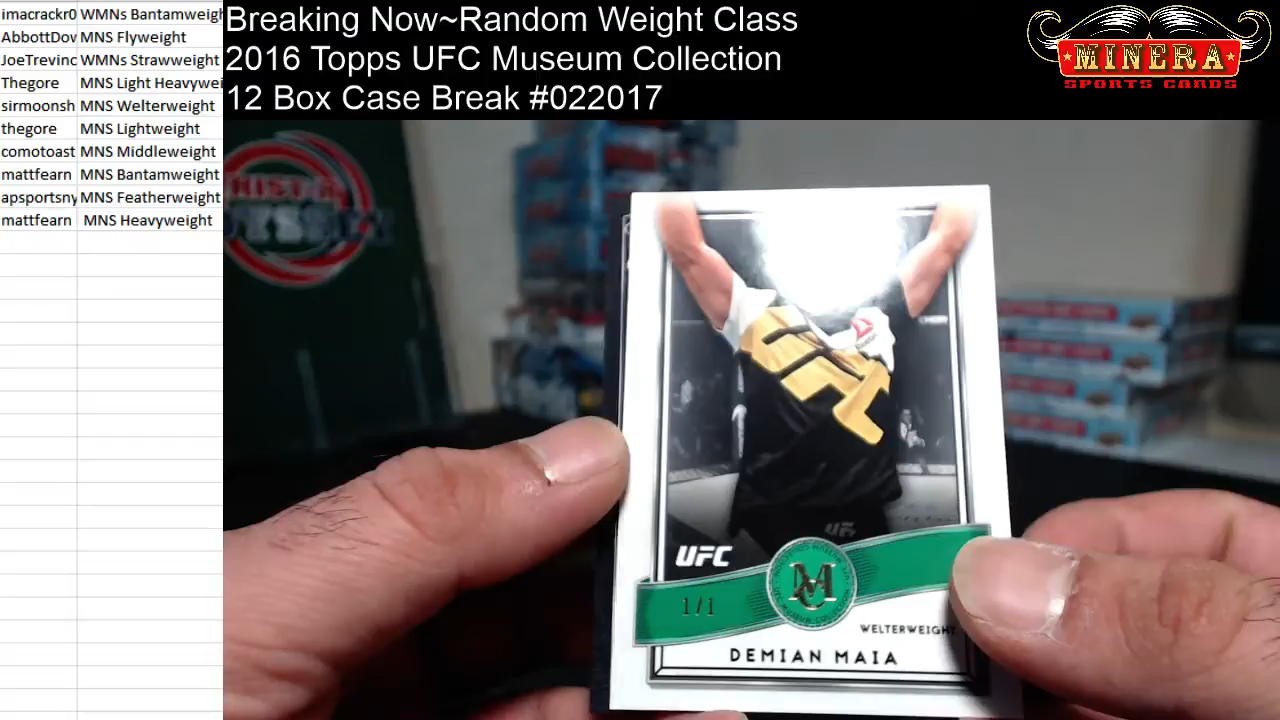 imacrackr0 WMNs Bantamweigh
AbbottDov MNS Flyweight
JoeTrevinc WMNs Strawweight
Thegore MNS Light Heavywei
sirmoonsh MNS Welterweight
thegore MNS Lightweight
comotoast MNS Middleweight
mattfearn MNS Bantamweight
apsportsny MNS Featherweight
mattfearn MNS Heavyweight
Breaking Now~Random Weight Class
2016 Topps UFC Museum Collection
12 Box Case Break #022017
MINERA
SPORTS CARDS
UFC
UFC
UFC
MC
1/1
WELTERWEIGHT
DEMIAN MAIA